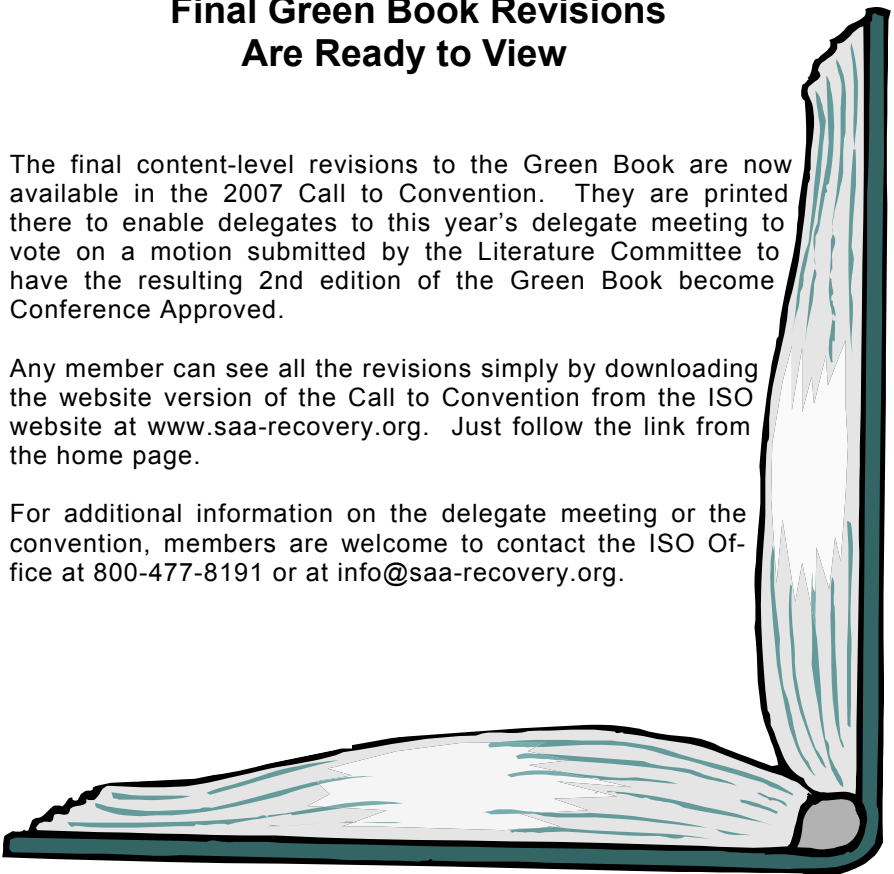 Final Green Book Revisions
Are Ready to View
The final content-level revisions to the Green Book are now
available in the 2007 Call to Convention. They are printed
there to enable delegates to this year's delegate meeting to
vote on a motion submitted by the Literature Committee to
have the resulting 2nd edition of the Green Book become
Conference Approved.
Any member can see all the revisions simply by downloading
the website version of the Call to Convention from the ISO
website at www.saa-recovery.org. Just follow the link from
the home page.
For additional information on the delegate meeting or the
convention, members are welcome to contact the ISO Of-
fice at 800-477-8191 or at info@saa-recovery.org.